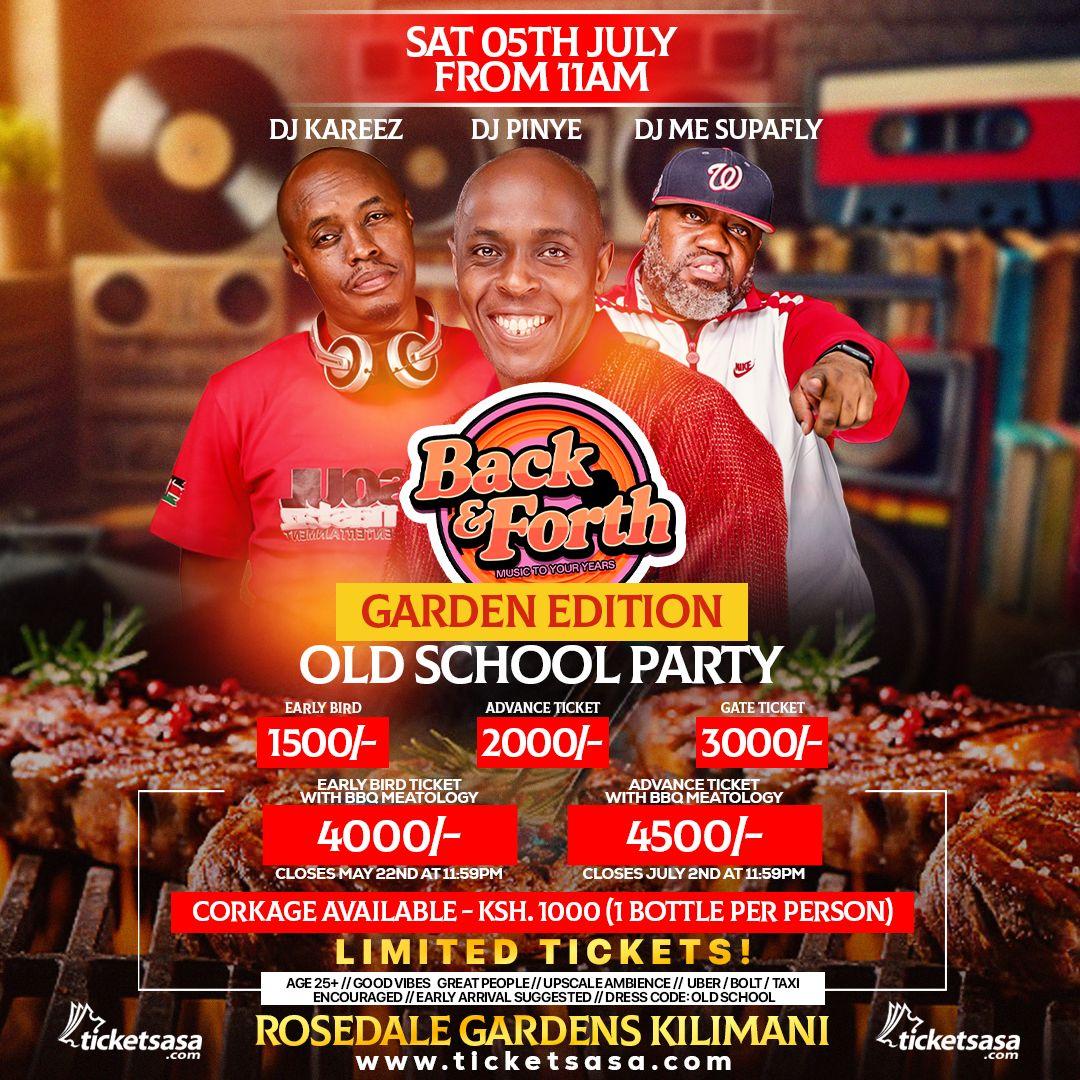 SAT 05TH JULY
FROM 11AM
DJ KAREEZ
DJ PINYE
DJ ME SUPAFLY
W
NIKE
SOUL
ENTERTAINMENT
Back
& Forth
MUSIC TO YOUR YEARS
GARDEN EDITION
OLD SCHOOL PARTY
EARLY BIRD
1500/-
ADVANCE TICKET
2000/-
GATE TICKET
3000/-
EARLY BIRD TICKET
WITH BBQ MEATOLOGY
4000/-
CLOSES MAY 22ND AT 11:59PM
ADVANCE TICKET
WITH BBQ MEATOLOGY
4500/-
CLOSES JULY 2ND AT 11:59PM
CORKAGE AVAILABLE - KSH. 1000 (1 BOTTLE PER PERSON)
LIMITED TICKETS!
AGE 25+ // GOOD VIBES GREAT PEOPLE // UPSCALE AMBIENCE // UBER / BOLT / TAXI
ENCOURAGED // EARLY ARRIVAL SUGGESTED // DRESS CODE: OLD SCHOOL
ticketsasa
.com
ROSEDALE GARDENS KILIMANI
www.ticketsasa.com
ticketsasa
.com